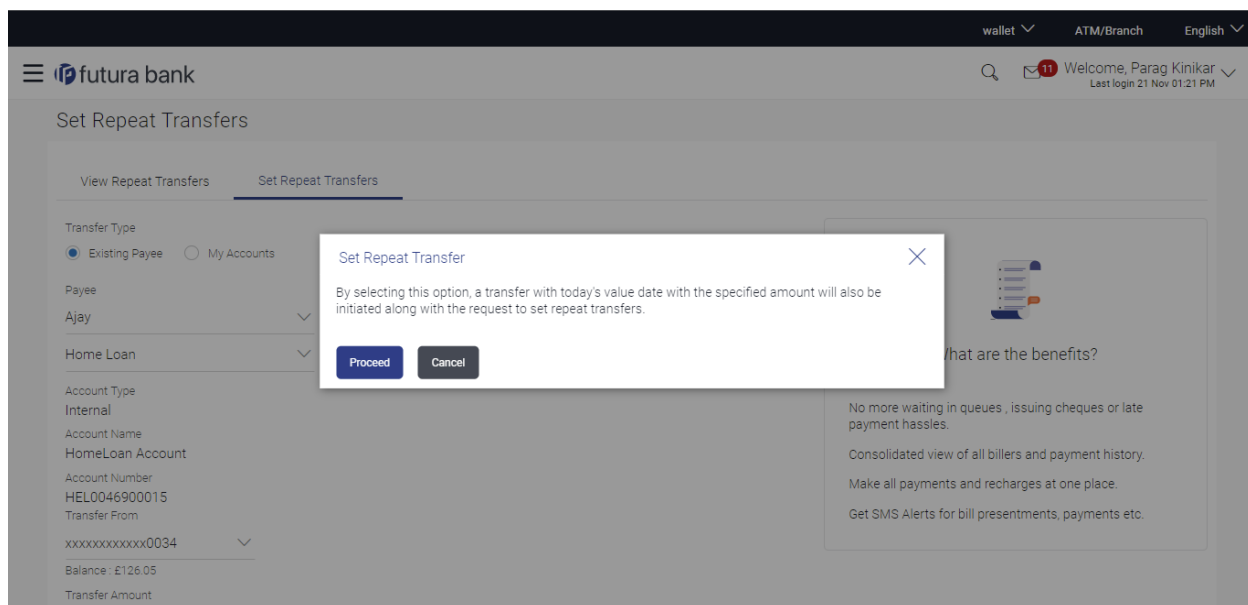 wallet ATM/Branch English
futura bank
11 Welcome, Parag Kinikar
Last login 21 Nov 01:21 PM
Set Repeat Transfers
View Repeat Transfers Set Repeat Transfers
Transfer Type
Existing Payee My Accounts
Payee
Ajay
Home Loan
Account Type
Internal
Account Name
HomeLoan Account
Account Number
HEL0046900015
Transfer From
xxxxxxxxxxxx0034
Balance : £126.05
Transfer Amount
Set Repeat Transfer
By selecting this option, a transfer with today's value date with the specified amount will also be
initiated along with the request to set repeat transfers.
Proceed Cancel
hat are the benefits?
No more waiting in queues , issuing cheques or late
payment hassles.
Consolidated view of all billers and payment history.
Make all payments and recharges at one place.
Get SMS Alerts for bill presentments, payments etc.